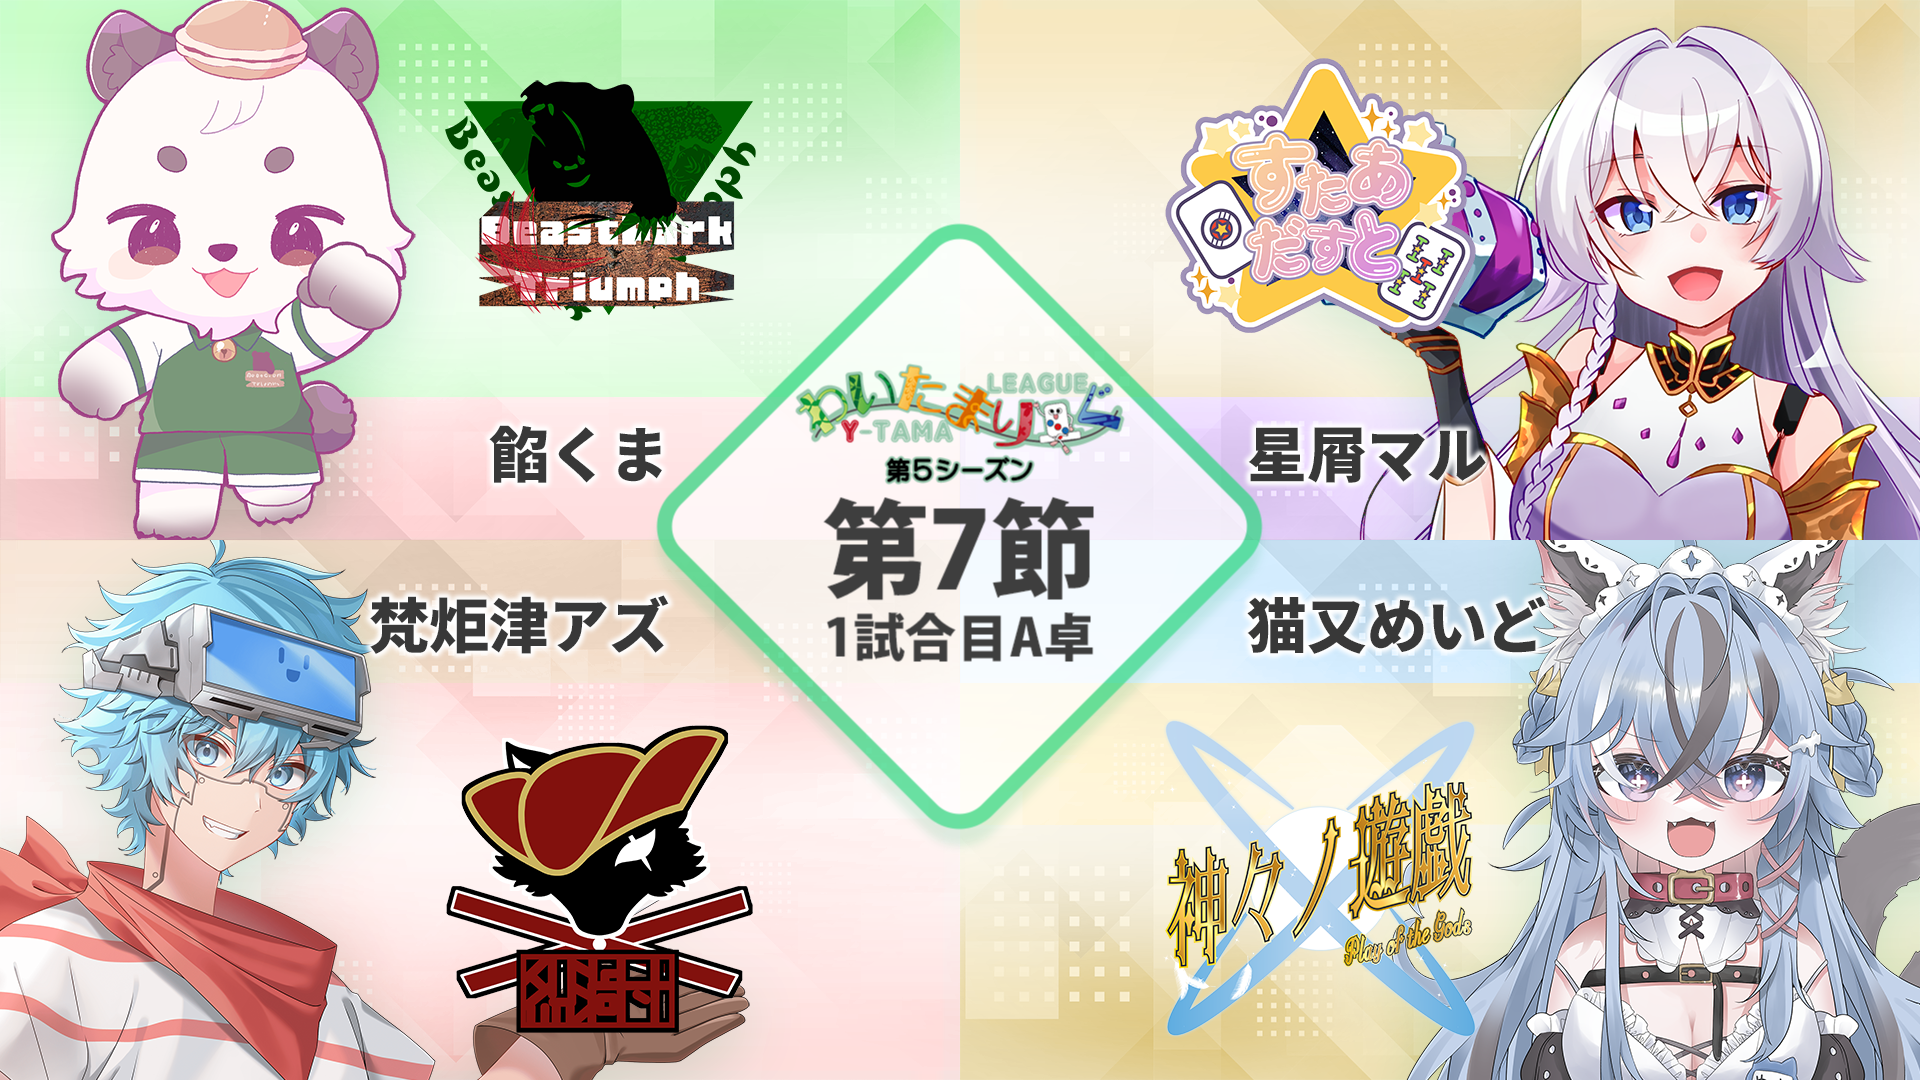 Beastmark
Triumph
すたあ
だすと
餡くま
星屑マル
わいたまりーぐ
LEAGUE
Y-TAMA
第5シーズン
第7節
1試合目A卓
梵炬津アズ
猫又めいど
神々ノ遊戯
Play of the Gods